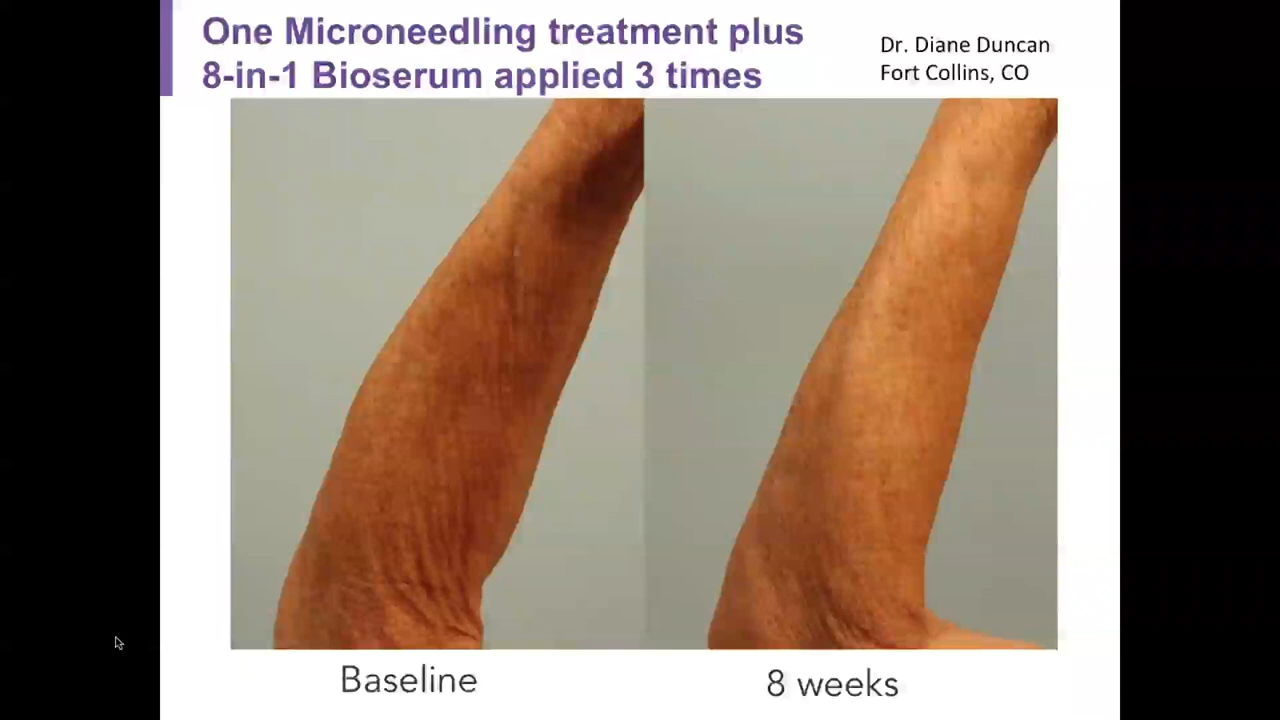 One Microneedling treatment plus
8-in-1 Bioserum applied 3 times
Dr. Diane Duncan
Fort Collins, CO
Baseline
8 weeks